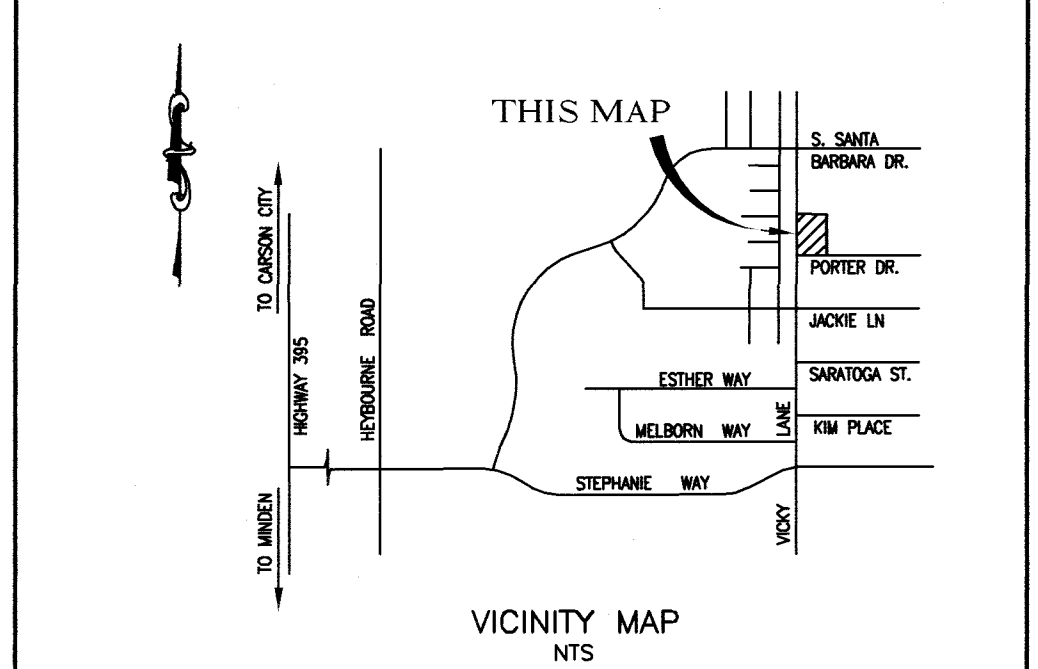 THIS MAP
S. SANTA
BARBARA DR.
TO CARSON CITY
PORTER DR.
HIGHWAY 395
HEYBOURNE ROAD
JACKIE LN
ESTHER WAY
SARATOGA ST.
MELBORN WAY
VICKY LANE
KIM PLACE
STEPHANIE WAY
TO MINDEN
VICINITY MAP
NTS